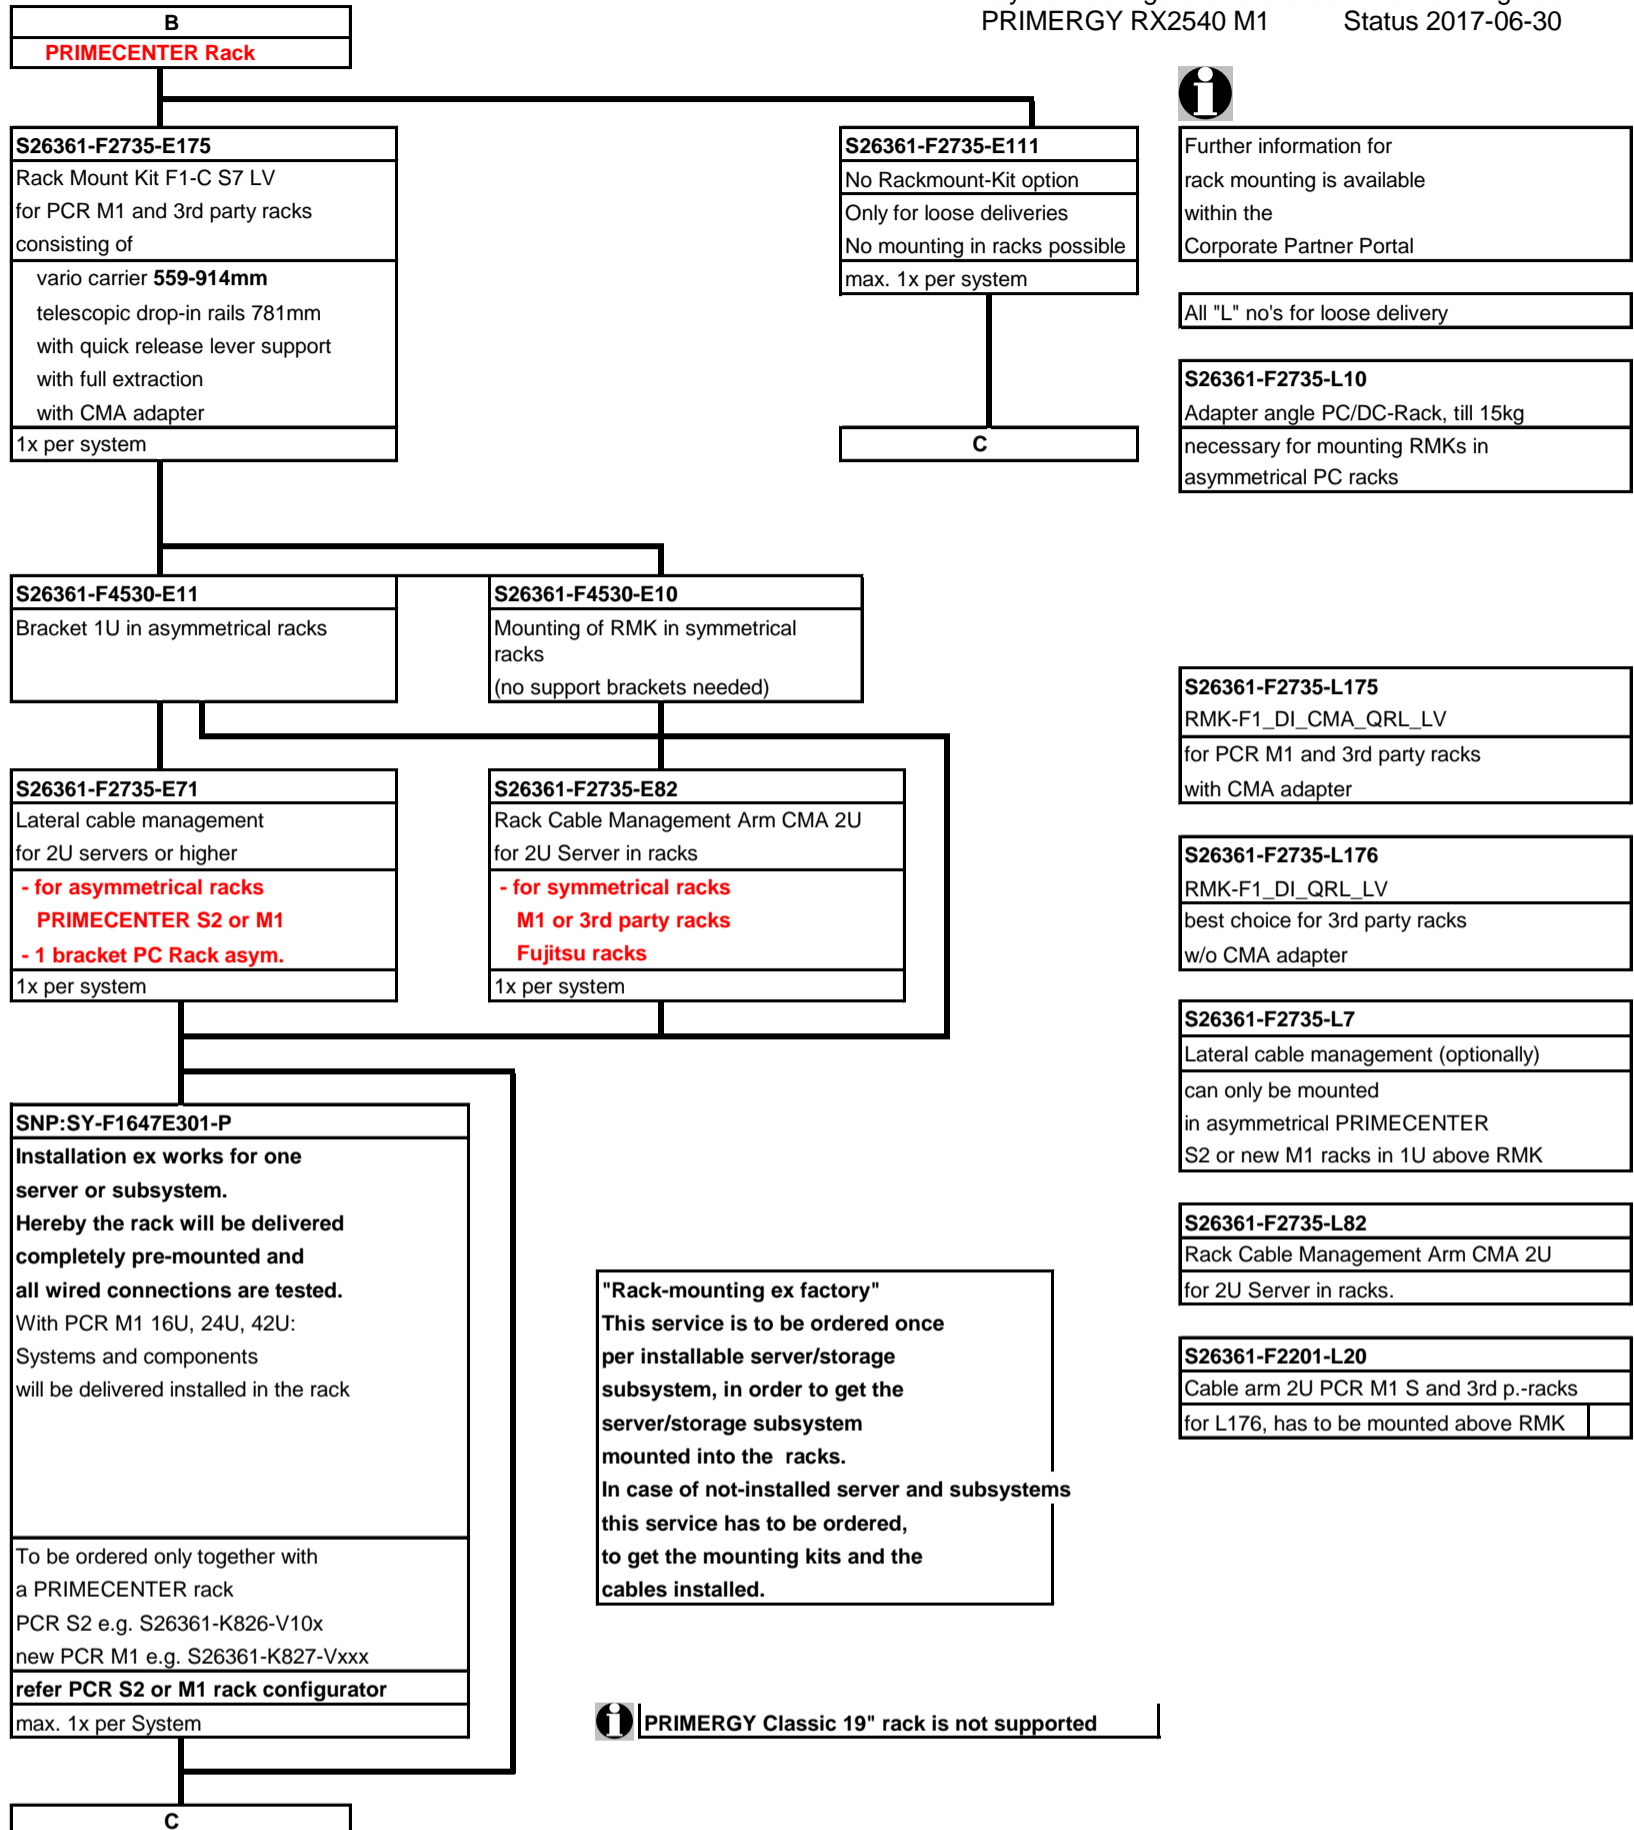 PRIMERGY RX2540 M1 Status 2017-06-30
B
PRIMECENTER Rack
S26361-F2735-E175
Rack Mount Kit F1-C S7 LV
for PCR M1 and 3rd party racks
consisting of
vario carrier 559-914mm
telescopic drop-in rails 781mm
with quick release lever support
with full extraction
with CMA adapter
1x per system
S26361-F2735-E111
No Rackmount-Kit option
Only for loose deliveries
No mounting in racks possible
max. 1x per system
C
Further information for
rack mounting is available
within the
Corporate Partner Portal
All "L" no's for loose delivery
S26361-F2735-L10
Adapter angle PC/DC-Rack, till 15kg
necessary for mounting RMKs in
asymmetrical PC racks
S26361-F4530-E11
Bracket 1U in asymmetrical racks
S26361-F4530-E10
Mounting of RMK in symmetrical
racks
(no support brackets needed)
S26361-F2735-E71
Lateral cable management
for 2U servers or higher
- for asymmetrical racks
PRIMECENTER S2 or M1
- 1 bracket PC Rack asym.
1x per system
S26361-F2735-E82
Rack Cable Management Arm CMA 2U
for 2U Server in racks
- for symmetrical racks
M1 or 3rd party racks
Fujitsu racks
1x per system
S26361-F2735-L175
RMK-F1_DI_CMA_QRL_LV
for PCR M1 and 3rd party racks
with CMA adapter
S26361-F2735-L176
RMK-F1_DI_QRL_LV
best choice for 3rd party racks
w/o CMA adapter
S26361-F2735-L7
Lateral cable management (optionally)
can only be mounted
in asymmetrical PRIMECENTER
S2 or new M1 racks in 1U above RMK
S26361-F2735-L82
Rack Cable Management Arm CMA 2U
for 2U Server in racks.
S26361-F2201-L20
Cable arm 2U PCR M1 S and 3rd p.-racks
for L176, has to be mounted above RMK
SNP:SY-F1647E301-P
Installation ex works for one
server or subsystem.
Hereby the rack will be delivered
completely pre-mounted and
all wired connections are tested.
With PCR M1 16U, 24U, 42U:
Systems and components
will be delivered installed in the rack
To be ordered only together with
a PRIMECENTER rack
PCR S2 e.g. S26361-K826-V10x
new PCR M1 e.g. S26361-K827-Vxxx
refer PCR S2 or M1 rack configurator
max. 1x per System
"Rack-mounting ex factory"
This service is to be ordered once
per installable server/storage
subsystem, in order to get the
server/storage subsystem
mounted into the racks.
In case of not-installed server and subsystems
this service has to be ordered,
to get the mounting kits and the
cables installed.
PRIMERGY Classic 19" rack is not supported
C